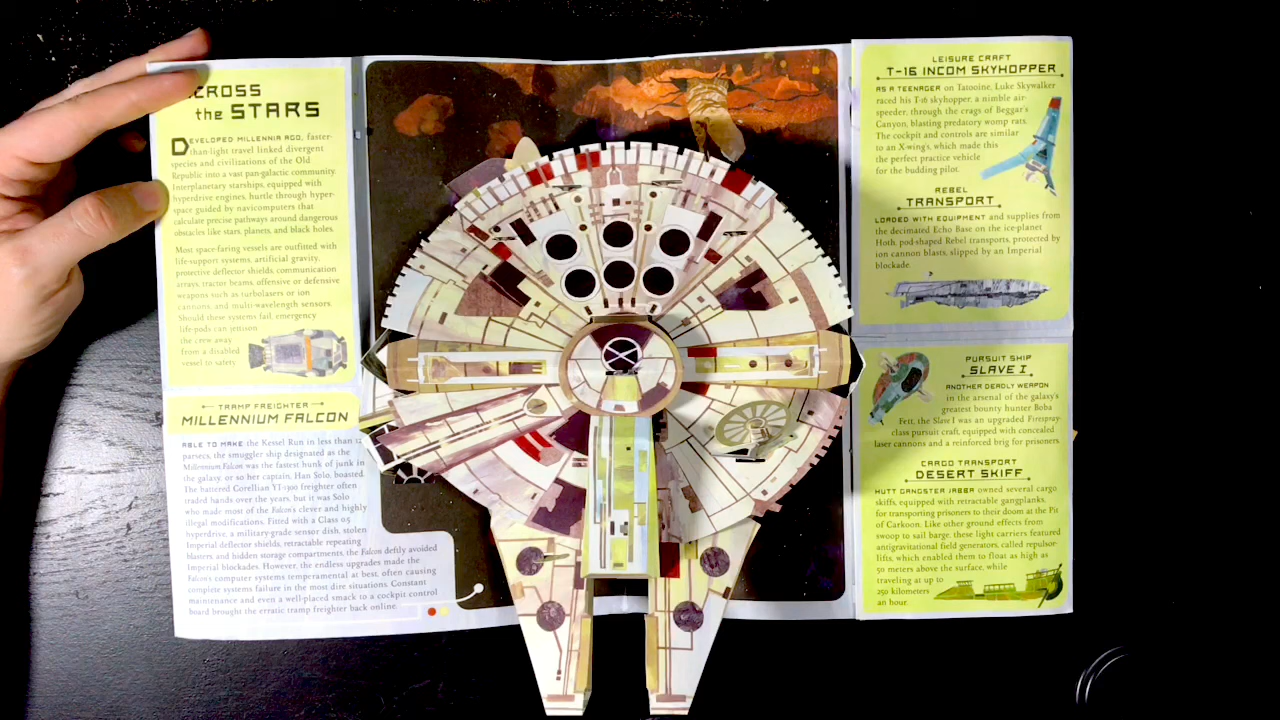 CROSS
the STARS
DEVELOPED MILLENNIA AGO, faster-
than-light travel linked divergent
species and civilizations of the Old
Republic into a vast pan-galactic community.
Interplanetary starships, equipped with
hyperdrive engines, hurtle through hyper-
space guided by navicomputers that
calculate precise pathways around dangerous
obstacles like stars, planets, and black holes.
Most space-faring vessels are outfitted with
life-support systems, artificial gravity,
protective deflector shields, communication
arrays, tractor beams, offensive or defensive
weapons such as turbolasers or ion
cannons, and multi-wavelength sensors.
Should these systems fail, emergency
life-pods can jettison
the crew away
from a disabled
vessel to safety.
TRAMP FREIGHTER
MILLENNIUM FALCON
ABLE TO MAKE the Kessel Run in less than 12
parsecs, the smuggler ship designated as the
Millennium Falcon was the fastest hunk of junk in
the galaxy, or so her captain, Han Solo, boasted.
The battered Corellian YT-1300 freighter often
traded hands over the years, but it was Solo
who made most of the Falcon's clever and highly
illegal modifications. Fitted with a Class 0.5
hyperdrive, a military-grade sensor dish, stolen
Imperial deflector shields, retractable repeating
blasters and hidden storage compartments, the Falcon deftly avoided
Imperial blockades. However, the endless upgrades made the
Falcon's computer systems temperamental at best, often causing
complete systems failure in the most dire situations. Constant
maintenance and even a well-placed smack to a cockpit control
board brought the erratic tramp freighter back online.
LEISURE CRAFT
T-16 INCOM SKYHOPPER
AS A TEENAGER on Tatooine, Luke Skywalker
raced his T-16 skyhopper, a nimble air-
speeder, through the crags of Beggar's
Canyon, blasting predatory womp rats.
The cockpit and controls are similar
to an X-wing's, which made this
the perfect practice vehicle
for the budding pilot.
REBEL
TRANSPORT
LOADED WITH EQUIPMENT and supplies from
the decimated Echo Base on the ice-planet
Hoth, pod-shaped Rebel transports, protected by
ion cannon blasts, slipped by an Imperial
blockade.
PURSUIT SHIP
SLAVE I
ANOTHER DEADLY WEAPON
in the arsenal of the galaxy's
greatest bounty hunter Boba
Fett, the Slave I was an upgraded Firespray-
class pursuit craft, equipped with concealed
laser cannons and a reinforced brig for prisoners.
CARGO TRANSPORT
DESERT SKIFF
HUTT GANGSTER JABBA owned several cargo
skiffs, equipped with retractable gangplanks,
for transporting prisoners to their doom at the Pit
of Carkoon. Like other ground effects from
swoop to sail barge, these light carriers featured
antigravitational field generators, called repulsor-
lifts, which enabled them to float as high as
50 meters above the surface, while
traveling at up to
250 kilometers
an hour.